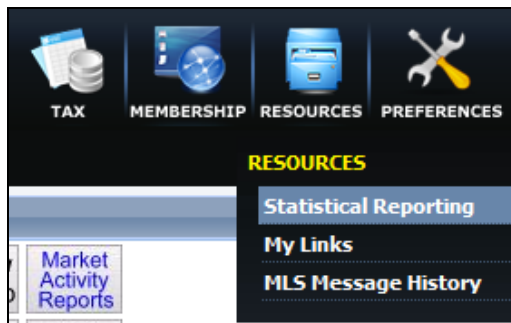 TAX MEMBERSHIP RESOURCES PREFERENCES
RESOURCES
Statistical Reporting
My Links
MLS Message History
Market
Activity
Reports